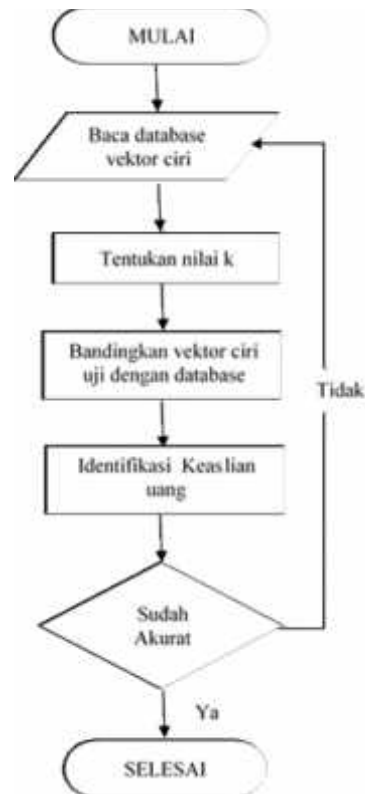 MULAI
Baca database
vektor ciri
Tentukan nilai k
Bandingkan vektor ciri
uji dengan database
Tidak
Identifikasi Keaslian
uang
Sudah
Akurat
Ya
SELESAI